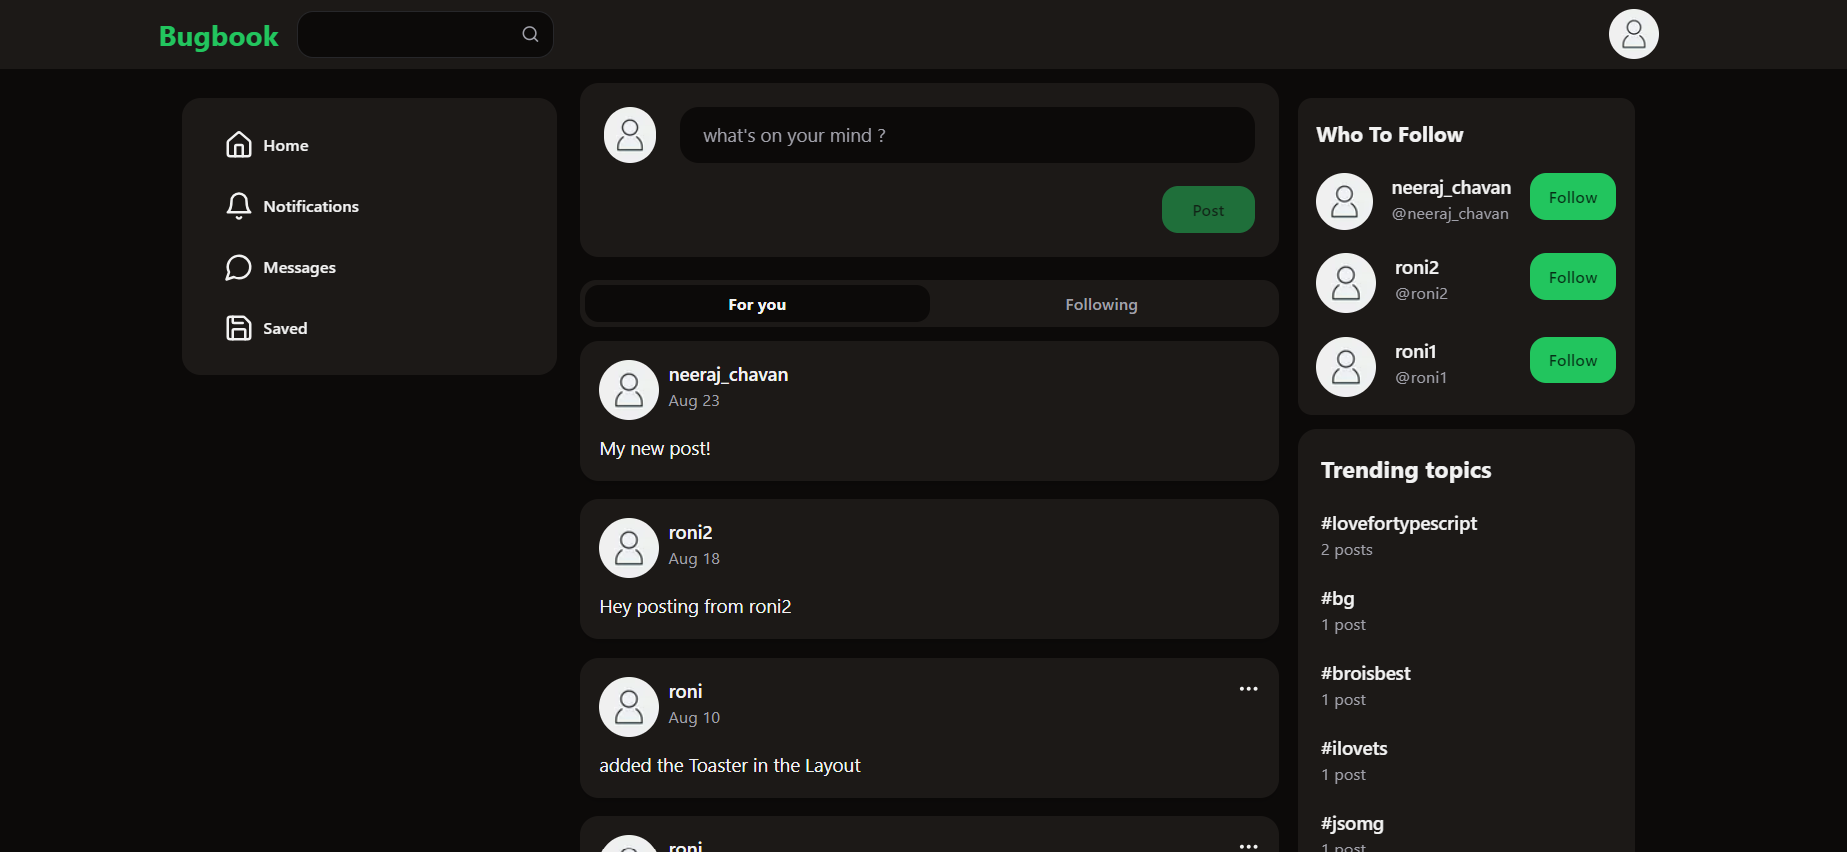 Bugbook
Home
Notifications
Messages
Saved
what's on your mind ?
Post
For you
Following
neeraj_chavan
Aug 23
My new post!
roni2
Aug 18
Hey posting from roni2
roni
Aug 10
added the Toaster in the Layout
roni
Who To Follow
neeraj_chavan
@neeraj_chavan
Follow
roni2
@roni2
Follow
roni1
@roni1
Follow
Trending topics
#lovefortypescript
2 posts
#bg
1 post
#broisbest
1 post
#ilovets
1 post
#jsomg
1 post